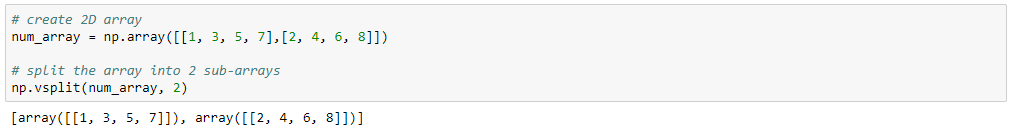 # create 2D array
num_array = np.array([[1, 3, 5, 7],[2, 4, 6, 8]])
# split the array into 2 sub-arrays
np.vsplit(num_array, 2)
[array([[1, 3, 5, 7]]), array([[2, 4, 6, 8]])]